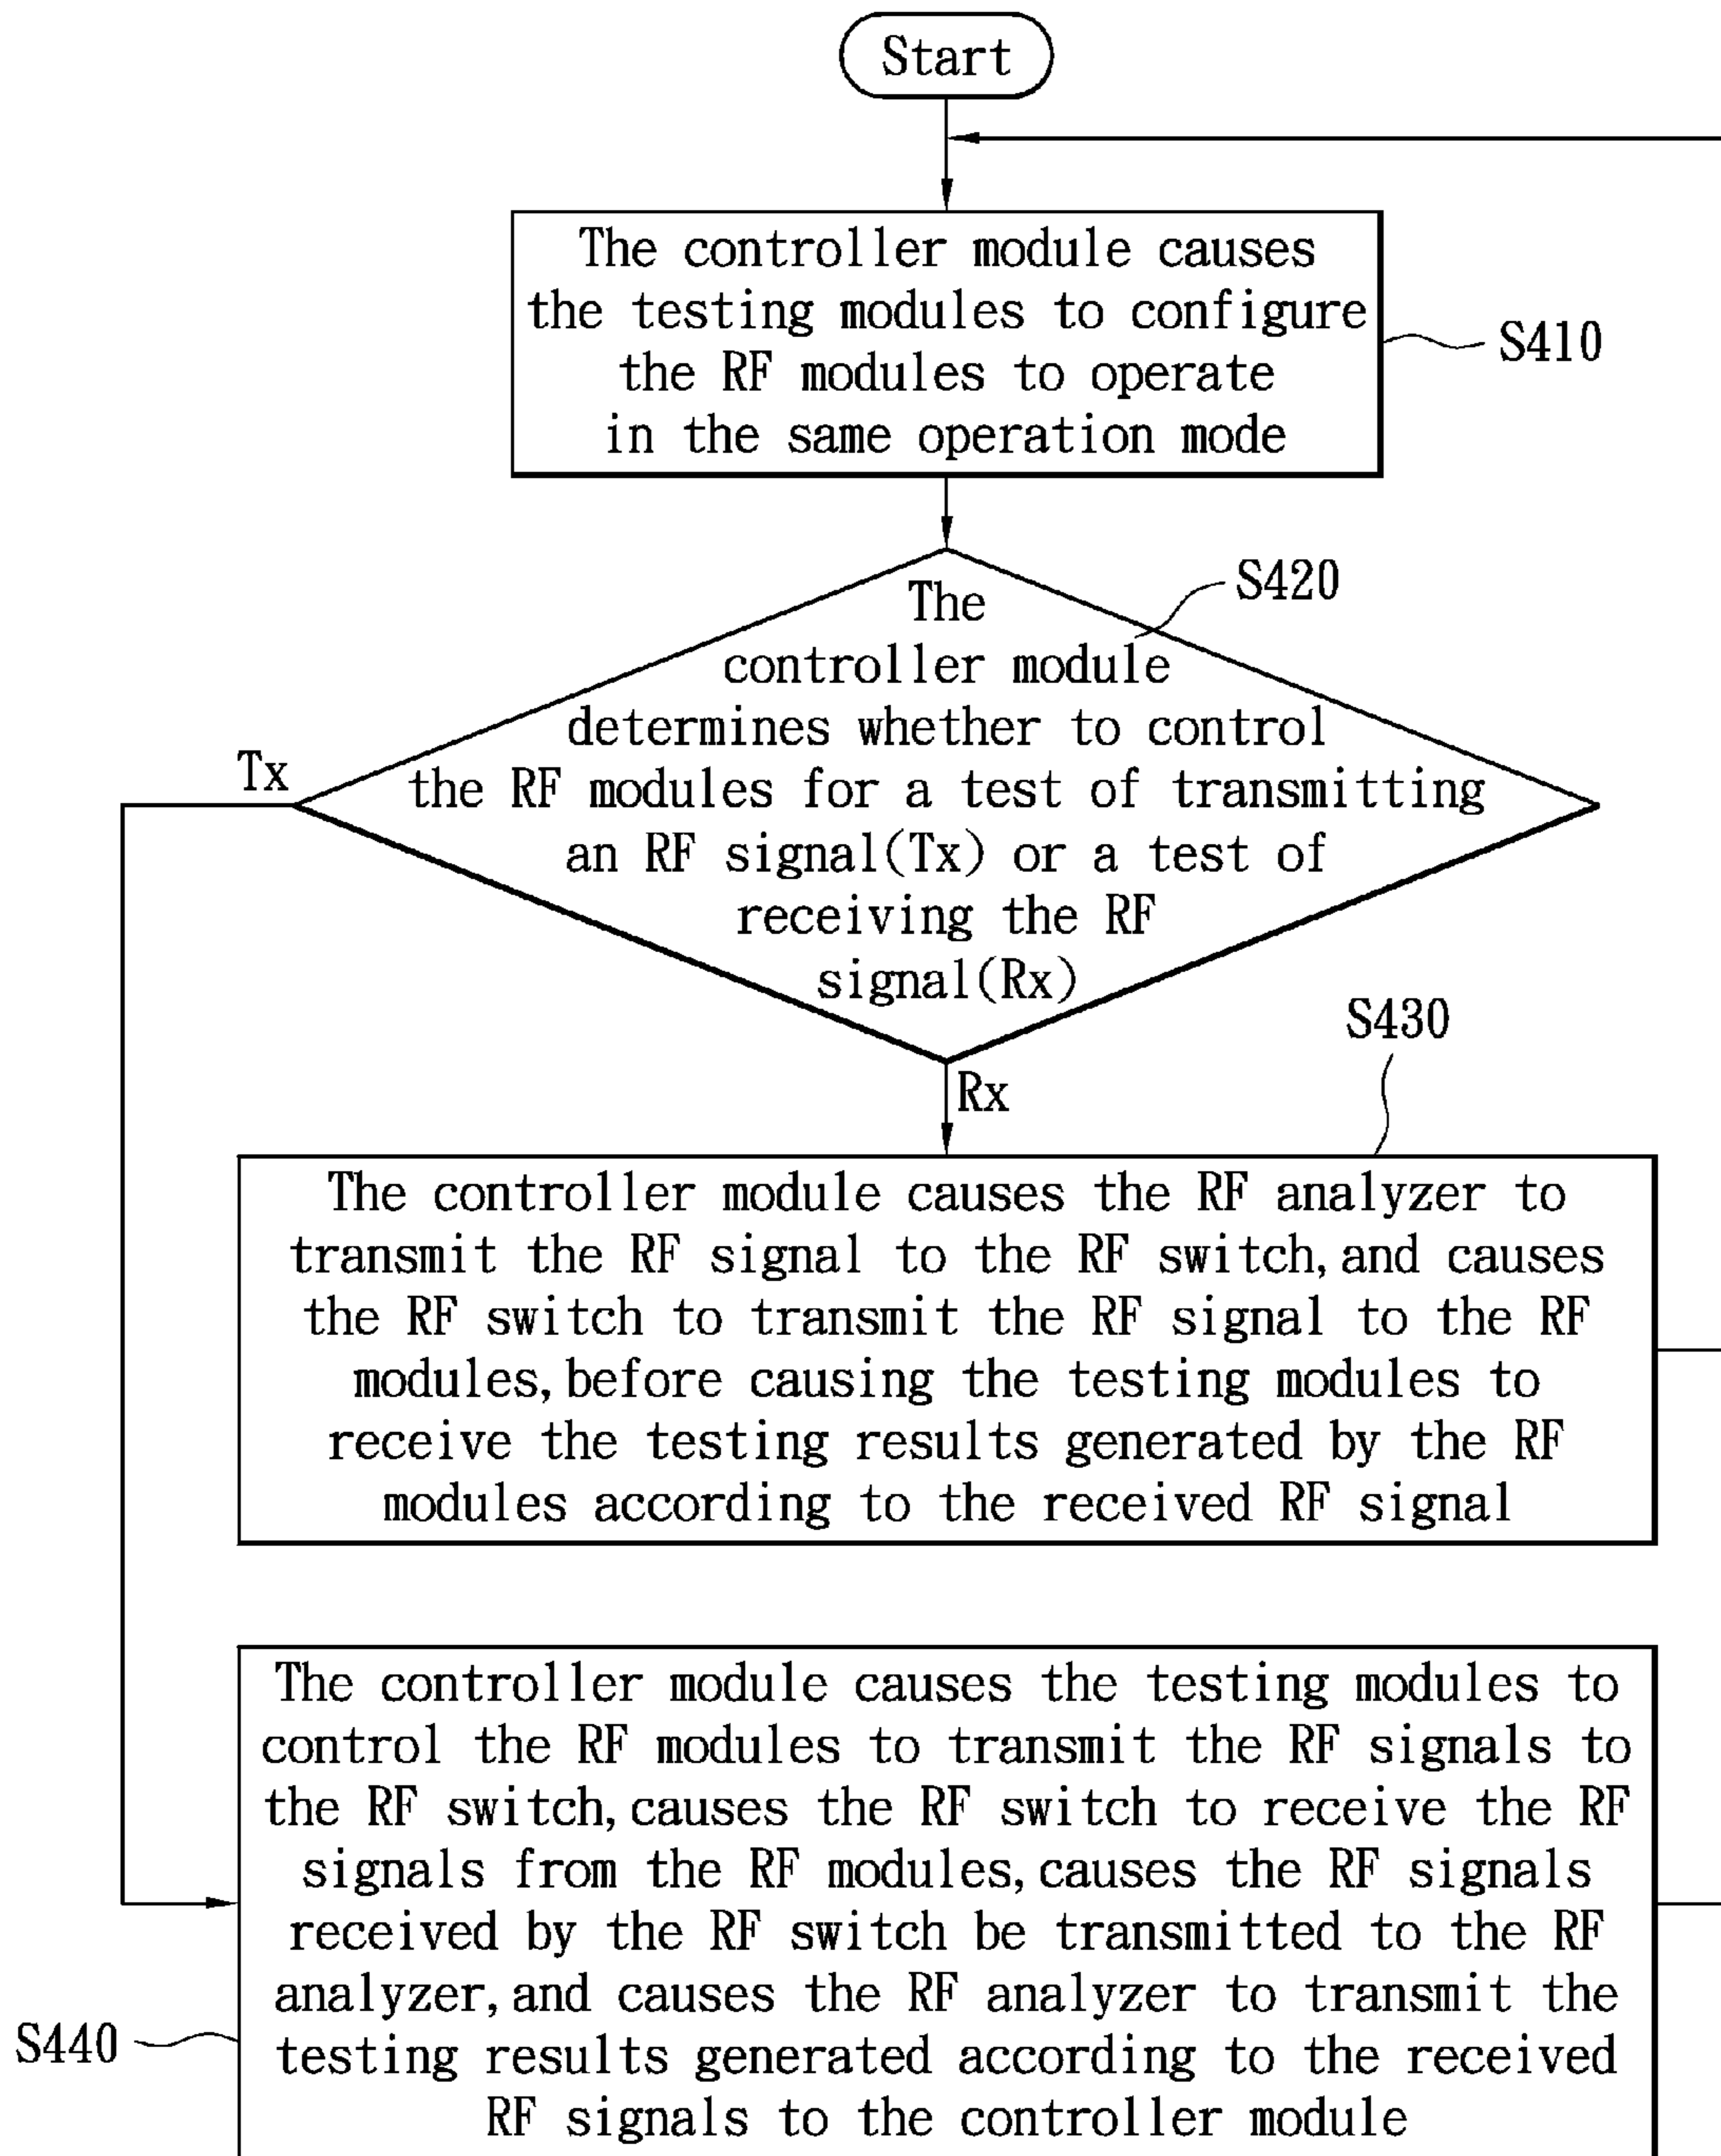 Start
The controller module causes
the testing modules to configure
the RF modules to operate
in the same operation mode
S410
S420
The
controller module
determines whether to control
the RF modules for a test of transmitting
an RF signal(Tx) or a test of
receiving the RF
signal(Rx)
Tx
Rx
S430
The controller module causes the RF analyzer to
transmit the RF signal to the RF switch, and causes
the RF switch to transmit the RF signal to the RF
modules, before causing the testing modules to
receive the testing results generated by the RF
modules according to the received RF signal
The controller module causes the testing modules to
control the RF modules to transmit the RF signals to
the RF switch, causes the RF switch to receive the RF
signals from the RF modules, causes the RF signals
received by the RF switch be transmitted to the RF
analyzer, and causes the RF analyzer to transmit the
testing results generated according to the received
RF signals to the controller module
S440